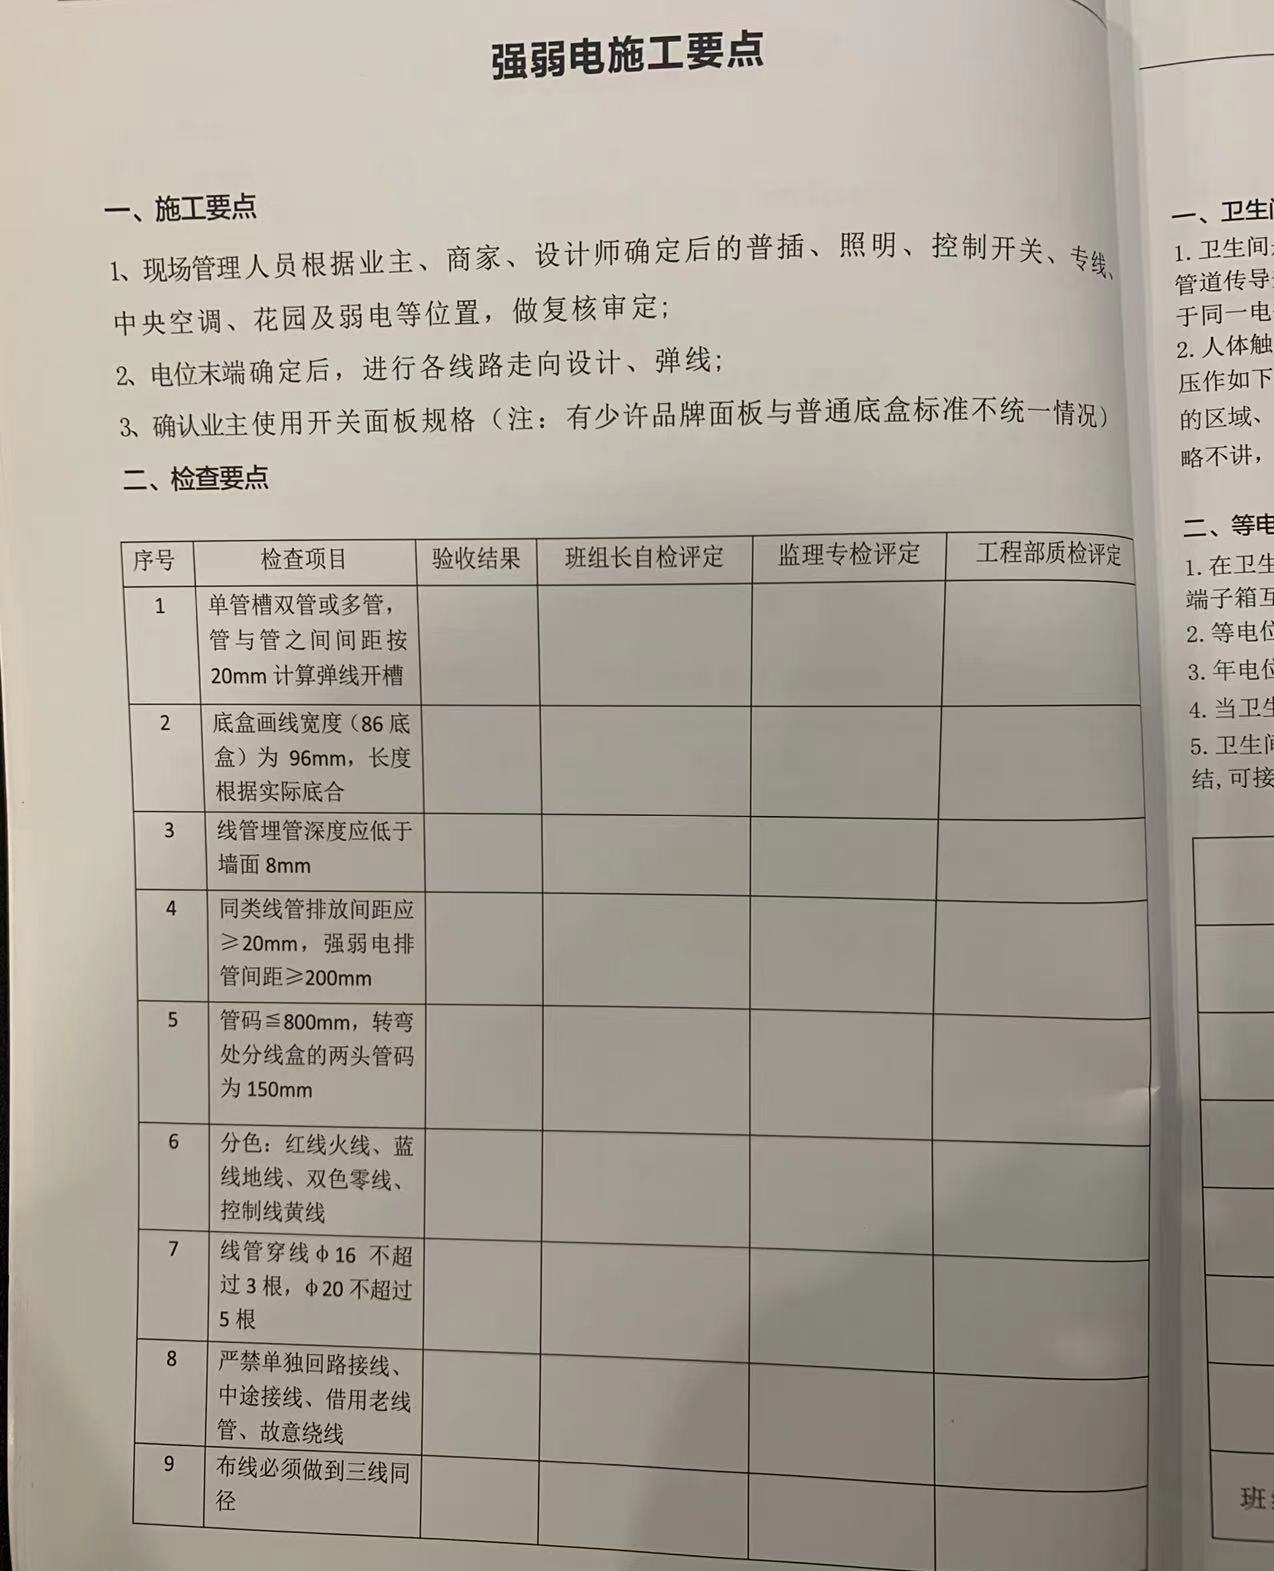 强弱电施工要点
一、施工要点
1、现场管理人员根据业主、商家、设计师确定后的普插、照明、控制开关、专线、
中央空调、花园及弱电等位置，做复核审定;
2、电位末端确定后，进行各线路走向设计、弹线;
3、确认业主使用开关面板规格（注：有少许品牌面板与普通底盒标准不统一情况）
二、检查要点
序号 检查项目 验收结果 班组长自检评定 监理专检评定 工程部质检评定
1 单管槽双管或多管，
管与管之间间距按
20mm 计算弹线开槽
2 底盒画线宽度（86 底
盒）为 96mm，长度
根据实际底合
3 线管埋管深度应低于
墙面 8mm
4 同类线管排放间距应
≥20mm，强弱电排
管间距≥200mm
5 管码≦800mm，转弯
处分线盒的两头管码
为 150mm
6 分色：红线火线、蓝
线地线、双色零线、
控制线黄线
7 线管穿线φ16 不超
过 3 根，φ20 不超过
5 根
8 严禁单独回路接线、
中途接线、借用老线
管、故意绕线
9 布线必须做到三线同
径
一、卫生间
1. 卫生间
管道传导
于同一电
2. 人体触
压作如下
的区域、
略不讲，
二、等电
1. 在卫生
端子箱互
2. 等电位
3. 年电位
4. 当卫生
5. 卫生间
结, 可接
班